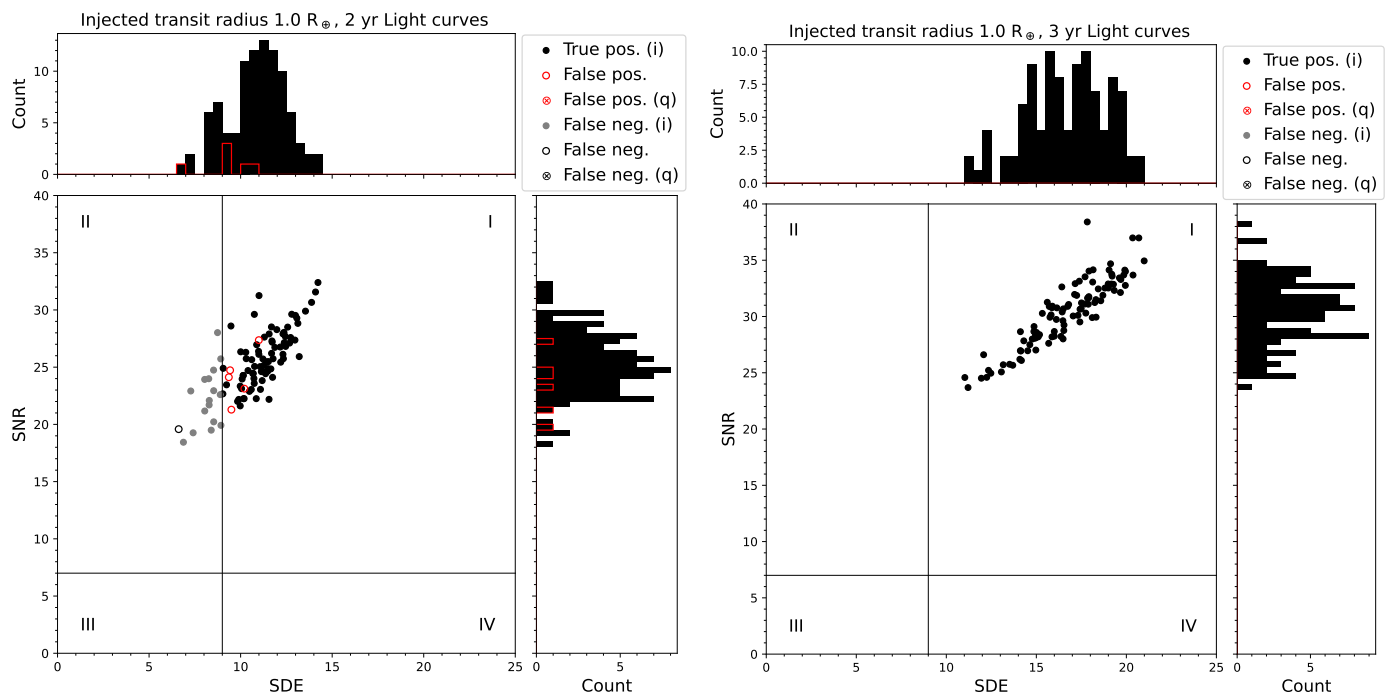 Injected transit radius 1.0 R⊕, 2 yr Light curves
Count
10
5
0
True pos. (i)
False pos.
False pos. (q)
False neg. (i)
False neg.
False neg. (q)
40
35
30
25
20
15
10
5
0
SNR
II
I
III
IV
0
5
10
15
20
25
SDE
0
5
Count
Injected transit radius 1.0 R⊕, 3 yr Light curves
Count
10.0
7.5
5.0
2.5
0.0
True pos. (i)
False pos.
False pos. (q)
False neg. (i)
False neg.
False neg. (q)
40
35
30
25
20
15
10
5
0
SNR
II
I
III
IV
0
5
10
15
20
25
SDE
0
5
Count